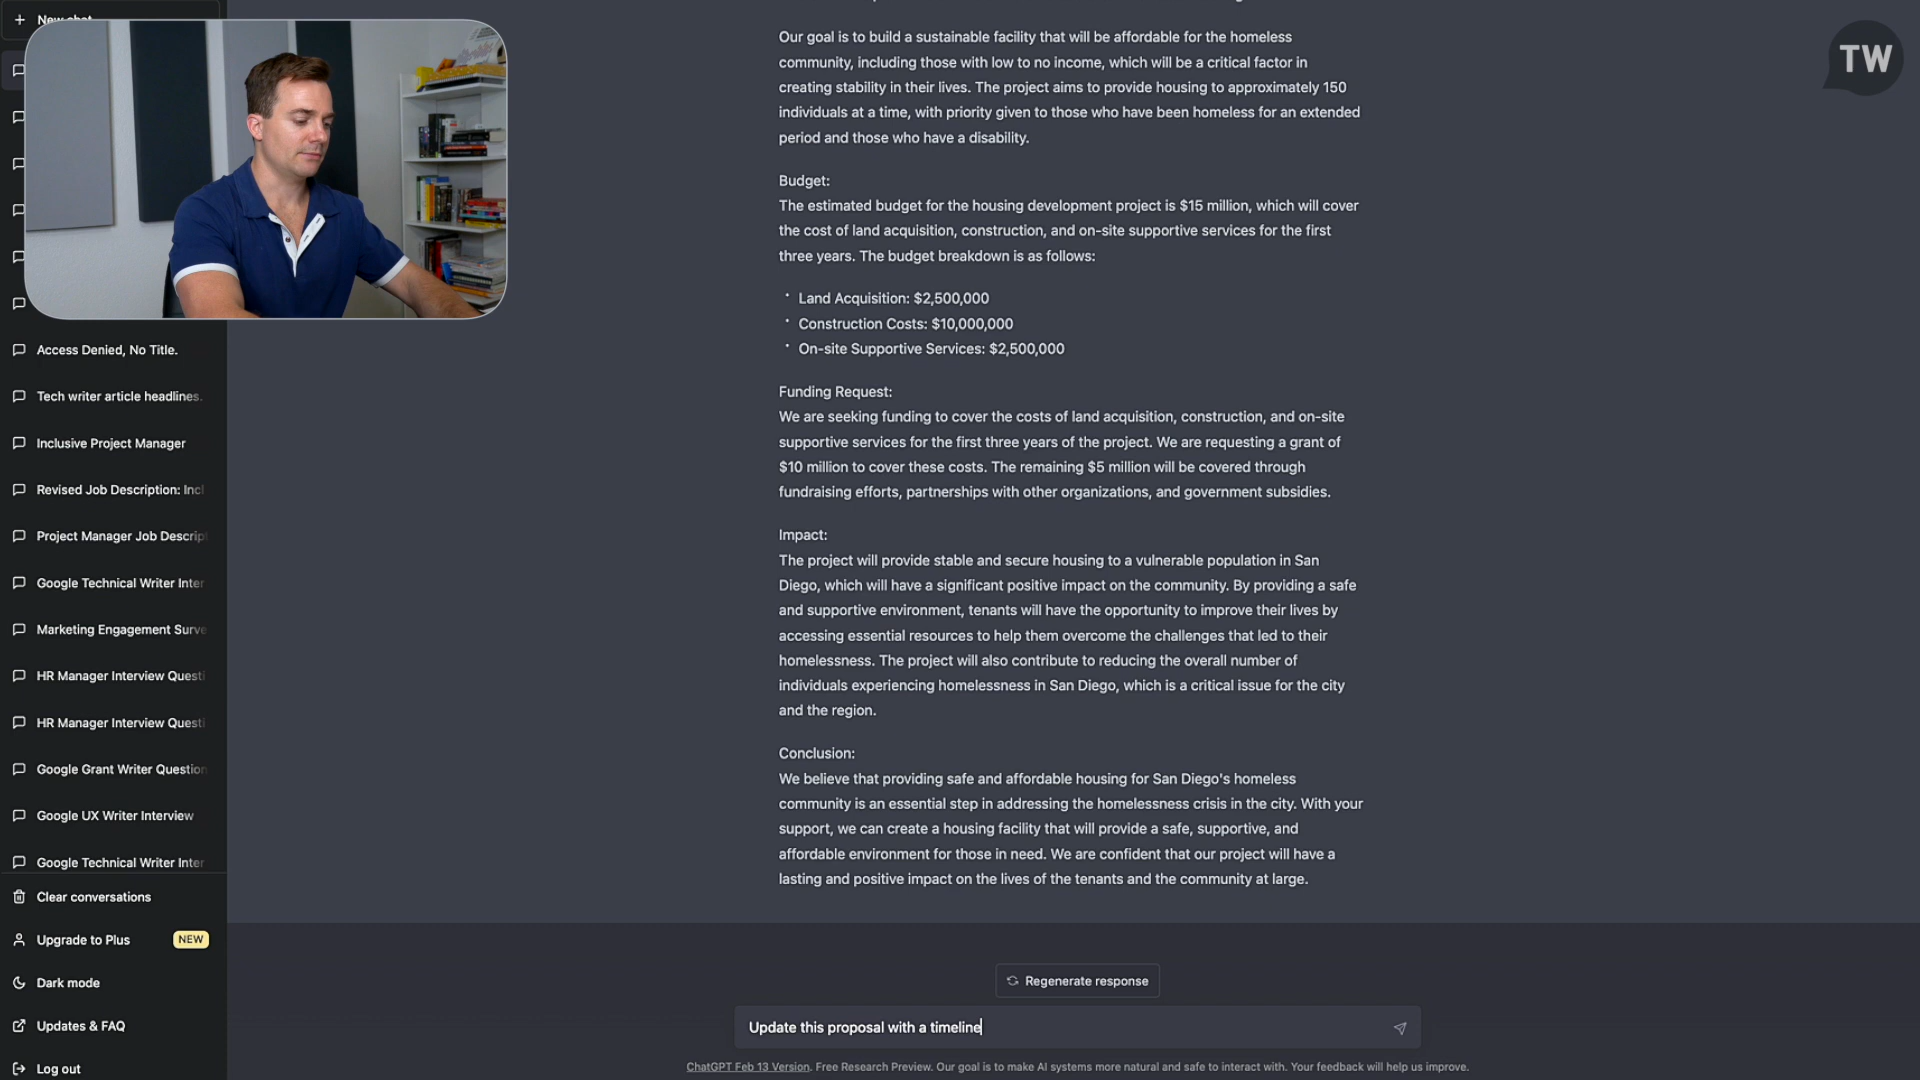 New chat
TW
Our goal is to build a sustainable facility that will be affordable for the homeless
community, including those with low to no income, which will be a critical factor in
creating stability in their lives. The project aims to provide housing to approximately 150
individuals at a time, with priority given to those who have been homeless for an extended
period and those who have a disability.
Budget:
The estimated budget for the housing development project is $15 million, which will cover
the cost of land acquisition, construction, and on-site supportive services for the first
three years. The budget breakdown is as follows:
• Land Acquisition: $2,500,000
• Construction Costs: $10,000,000
• On-site Supportive Services: $2,500,000
Funding Request:
We are seeking funding to cover the costs of land acquisition, construction, and on-site
supportive services for the first three years of the project. We are requesting a grant of
$10 million to cover these costs. The remaining $5 million will be covered through
fundraising efforts, partnerships with other organizations, and government subsidies.
Impact:
The project will provide stable and secure housing to a vulnerable population in San
Diego, which will have a significant positive impact on the community. By providing a safe
and supportive environment, tenants will have the opportunity to improve their lives by
accessing essential resources to help them overcome the challenges that led to their
homelessness. The project will also contribute to reducing the overall number of
individuals experiencing homelessness in San Diego, which is a critical issue for the city
and the region.
Conclusion:
We believe that providing safe and affordable housing for San Diego's homeless
community is an essential step in addressing the homelessness crisis in the city. With your
support, we can create a housing facility that will provide a safe, supportive, and
affordable environment for those in need. We are confident that our project will have a
lasting and positive impact on the lives of the tenants and the community at large.
Access Denied, No Title.
Tech writer article headlines.
Inclusive Project Manager
Revised Job Description: Incl
Project Manager Job Descrip
Google Technical Writer Inter
Marketing Engagement Surve
HR Manager Interview Questi
HR Manager Interview Questi
Google Grant Writer Question
Google UX Writer Interview
Google Technical Writer Inter
Clear conversations
Upgrade to Plus NEW
Dark mode
Updates & FAQ
Log out
Regenerate response
Update this proposal with a timeline
ChatGPT Feb 13 Version. Free Research Preview. Our goal is to make AI systems more natural and safe to interact with. Your feedback will help us improve.